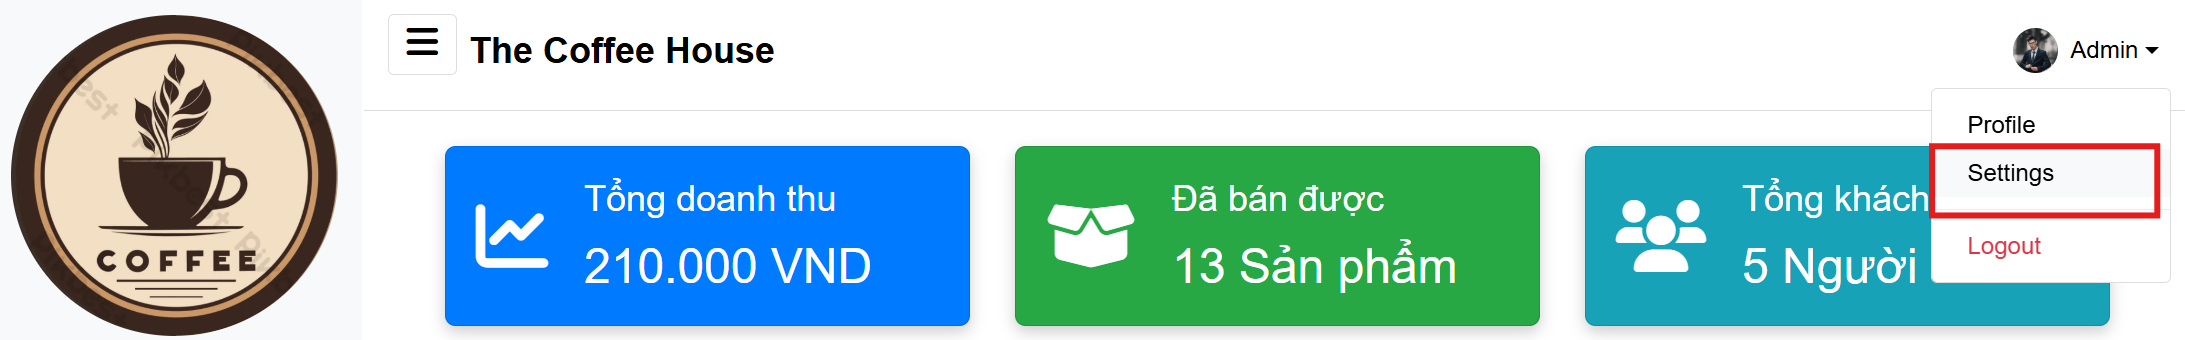 The Coffee House
Admin
Profile
Settings
Logout
COFFEE
Tổng doanh thu
210.000 VND
Đã bán được
13 Sản phẩm
Tổng khách
5 Người